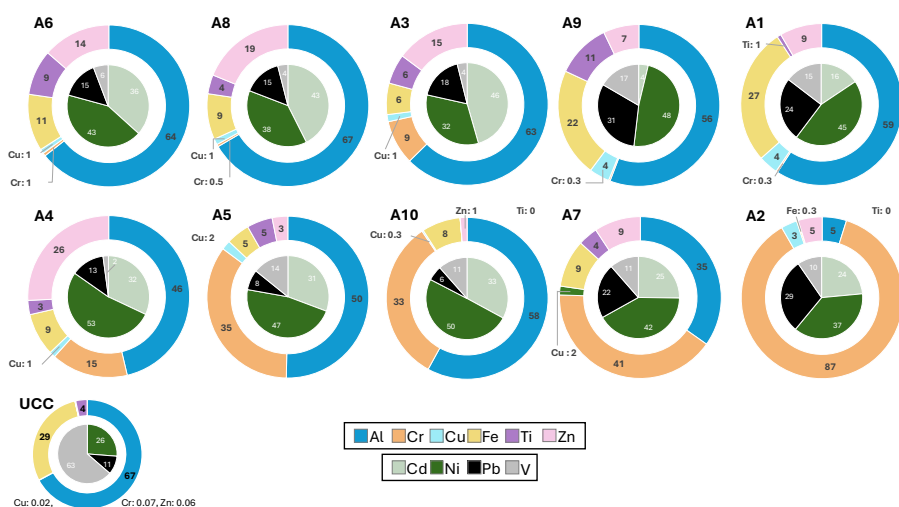 A6
14
9
11
64
6
15
36
43
Cu: 1
Cr: 1
A8
19
4
9
67
4
15
43
38
Cu: 1
Cr: 0.5
A3
15
6
6
9
63
4
18
46
32
Cu: 1
A9
7
11
22
4
56
4
17
31
48
Cr: 0.3
A1
Ti: 1
9
27
4
59
15
16
24
45
Cr: 0.3
A4
26
3
9
15
46
2
13
32
53
Cu: 1
A5
Cu: 2
3
5
5
35
50
14
8
31
47
A10
Zn: 1
Ti: 0
Cu: 0.3
8
33
58
11
6
33
50
A7
9
4
9
35
41
11
22
25
42
Cu : 2
A2
Fe: 0.3
Ti: 0
3
5
5
87
10
24
29
37
UCC
4
29
67
26
11
63
Cu: 0.02,
Cr: 0.07, Zn: 0.06
Al Cr Cu Fe Ti Zn
Cd Ni Pb V